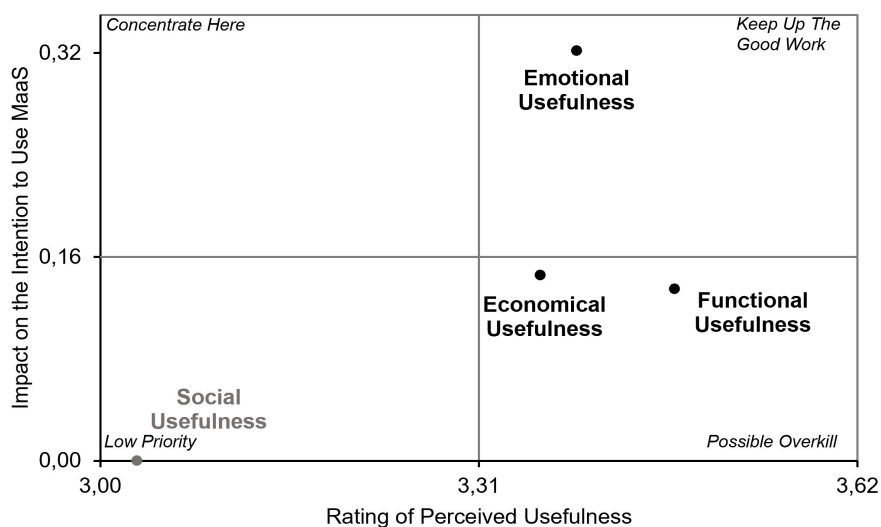 Concentrate Here
Keep Up The
Good Work
0,32
Emotional
Usefulness
Impact on the Intention to Use MaaS
0,16
Economical
Usefulness
Functional
Usefulness
Social
Usefulness
Low Priority
Possible Overkill
0,00
3,00
3,31
3,62
Rating of Perceived Usefulness